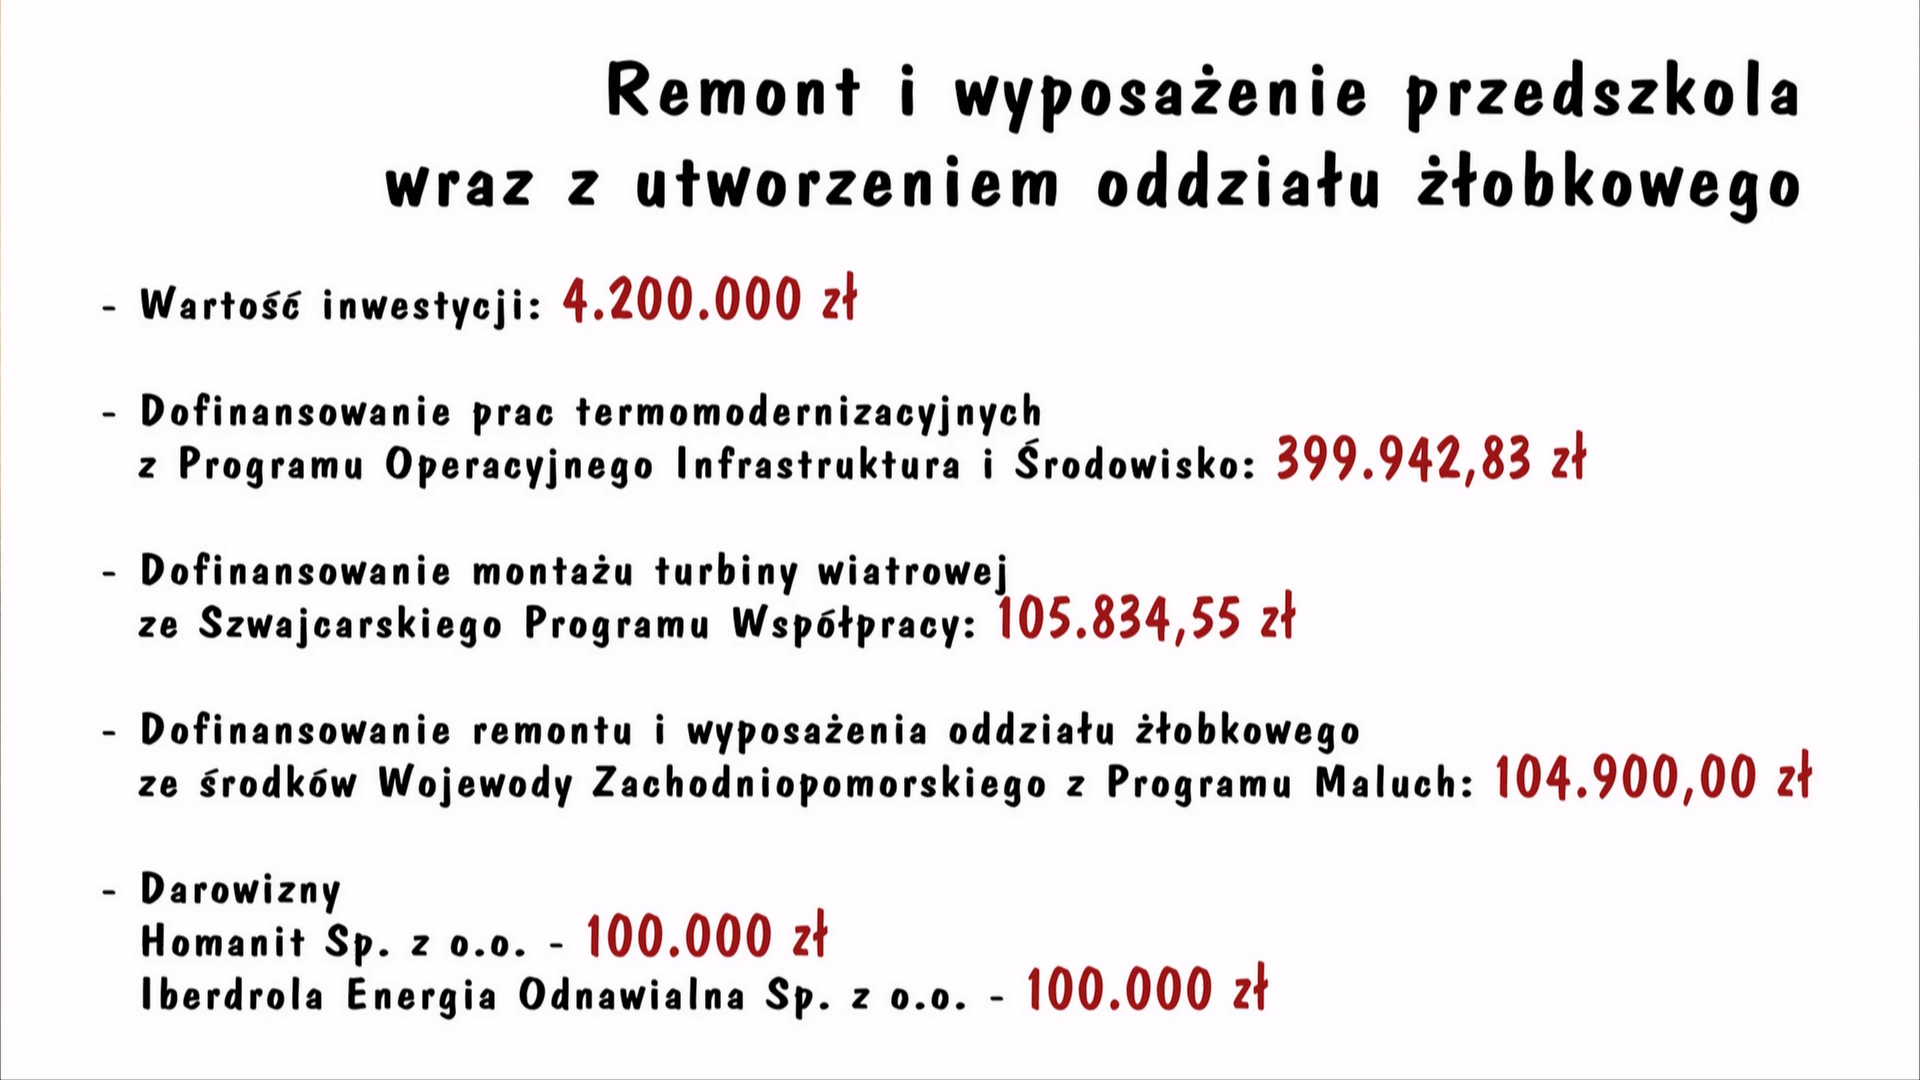 Remont i wyposażenie przedszkola
wraz z utworzeniem oddziału żłobkowego
- Wartość inwestycji: 4.200.000 zł
- Dofinansowanie prac termomodernizacyjnych
z Programu Operacyjnego Infrastruktura i Środowisko: 399.942,83 zł
- Dofinansowanie montażu turbiny wiatrowej
ze Szwajcarskiego Programu Współpracy: 105.834,55 zł
- Dofinansowanie remontu i wyposażenia oddziału żłobkowego
ze środków Wojewody Zachodniopomorskiego z Programu Maluch: 104.900,00 zł
- Darowizny
Homanit Sp. z o.o. - 100.000 zł
Iberdrola Energia Odnawialna Sp. z o.o. - 100.000 zł